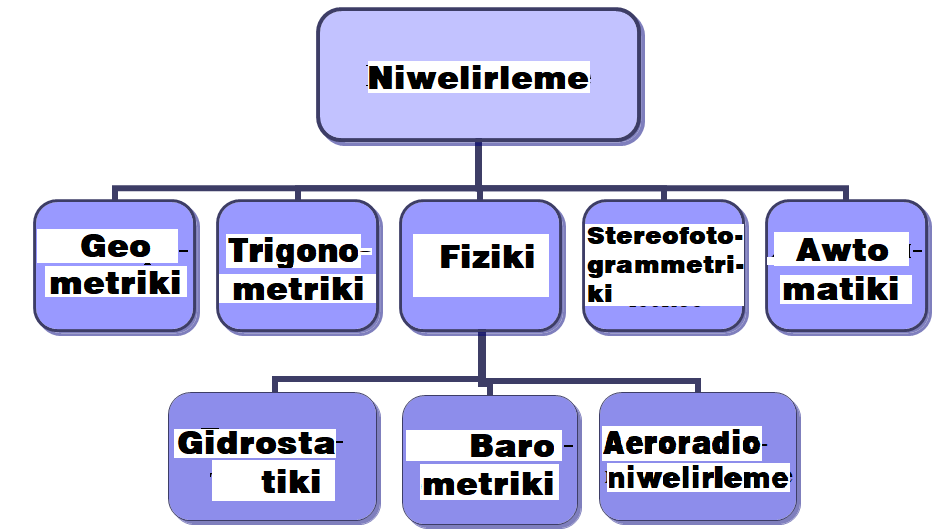 Niwelirleme
Geo
metriki
Trigono
metriki
Fiziki
Stereofoto-
grammetri-
ki
Awto
matiki
Gidrosta
tiki
Baro
metriki
Aeroradio
niwelirleme